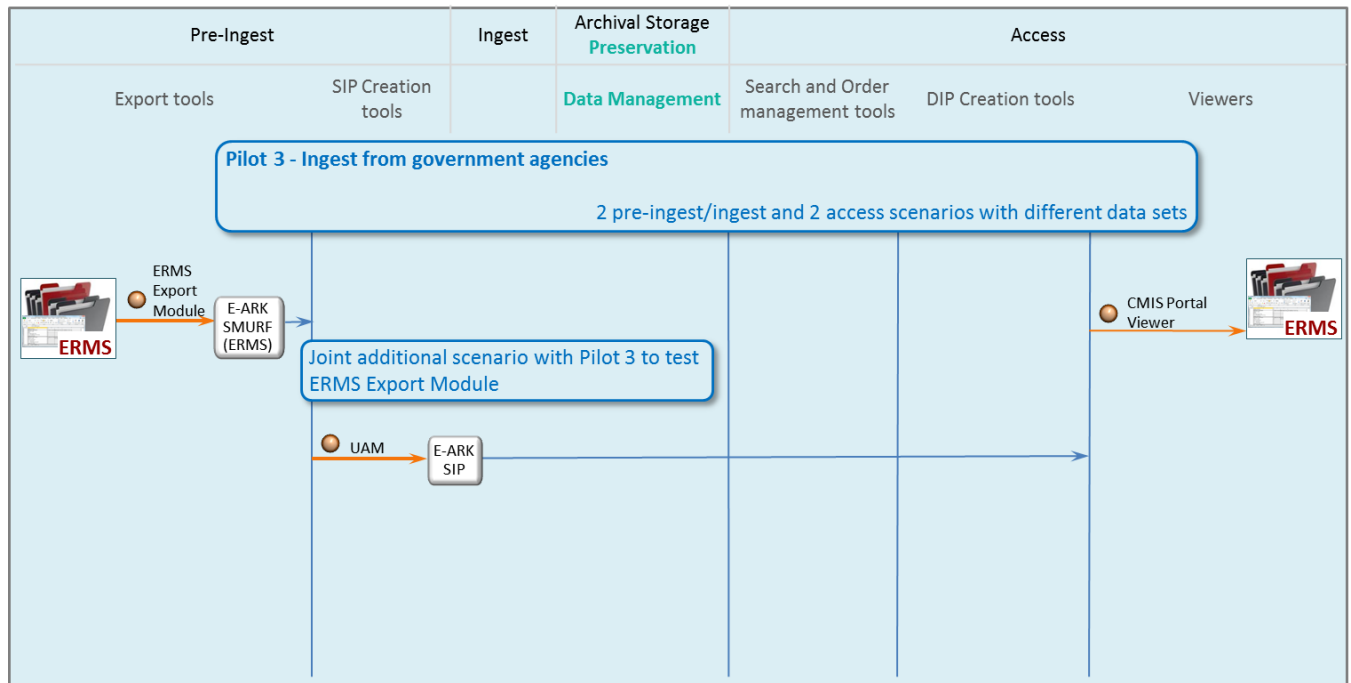 Pre-Ingest
Ingest
Archival Storage
Preservation
Access
Export tools
SIP Creation
tools
Data Management
Search and Order
management tools
DIP Creation tools
Viewers
Pilot 3 - Ingest from government agencies
2 pre-ingest/ingest and 2 access scenarios with different data sets
ERMS
ERMS
Export
Module
E-ARK
SMURF
(ERMS)
CMIS Portal
Viewer
ERMS
Joint additional scenario with Pilot 3 to test
ERMS Export Module
UAM
E-ARK
SIP